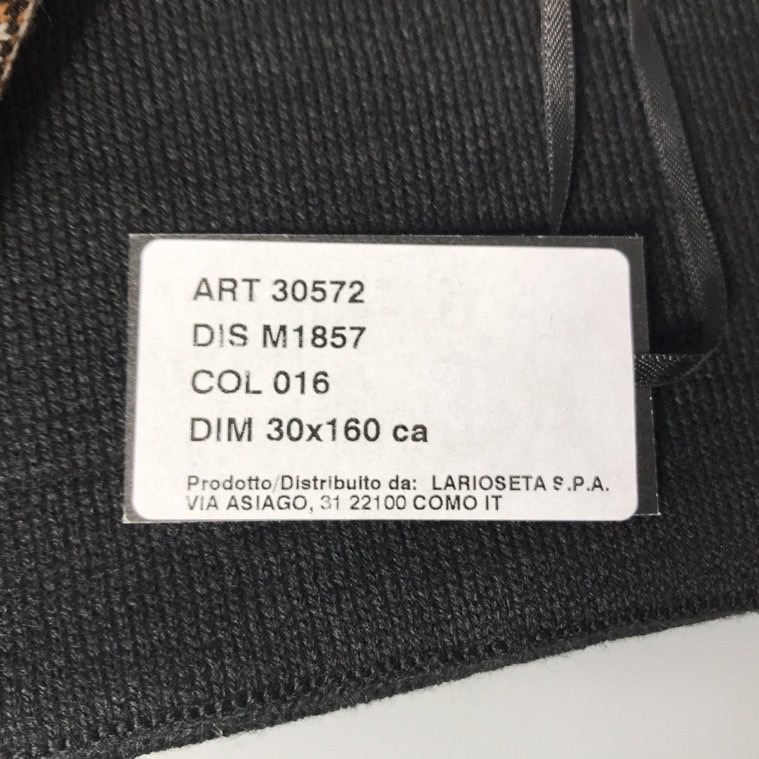 ART 30572
DIS M1857
COL 016
DIM 30x160 ca
Prodotto/Distribuito da: LARIOSETA S.P.A.
VIA ASIAGO, 31 22100 COMO IT